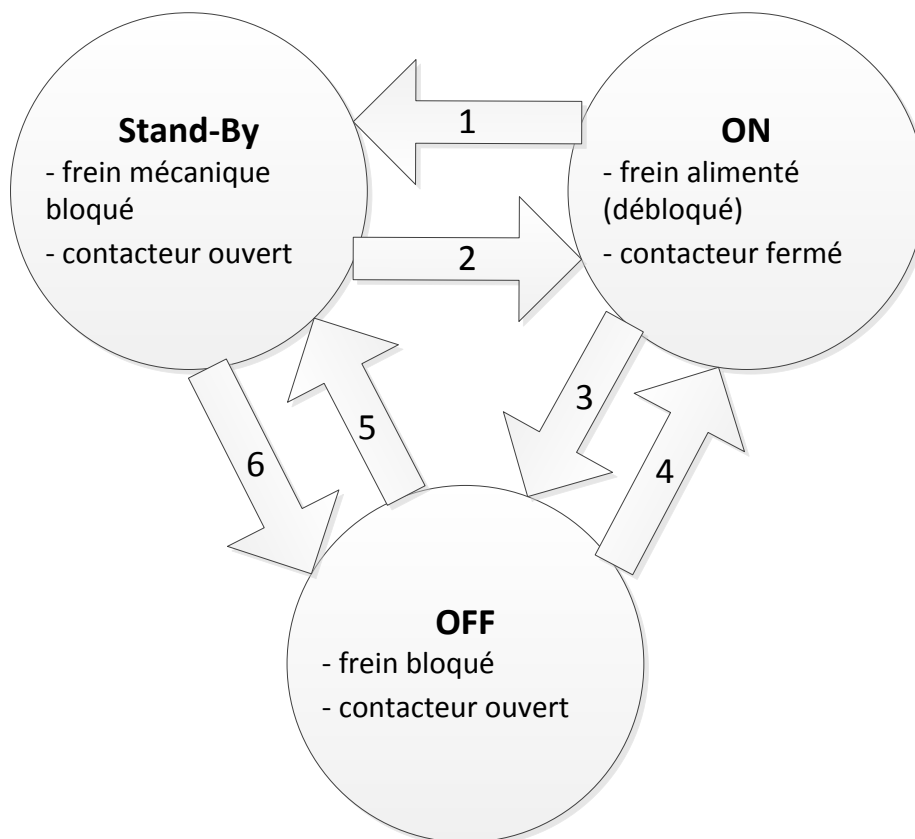 Stand-By
- frein mécanique
bloqué
- contacteur ouvert
ON
- frein alimenté
(débloqué)
- contacteur fermé
1
2
3
4
5
6
OFF
- frein bloqué
- contacteur ouvert